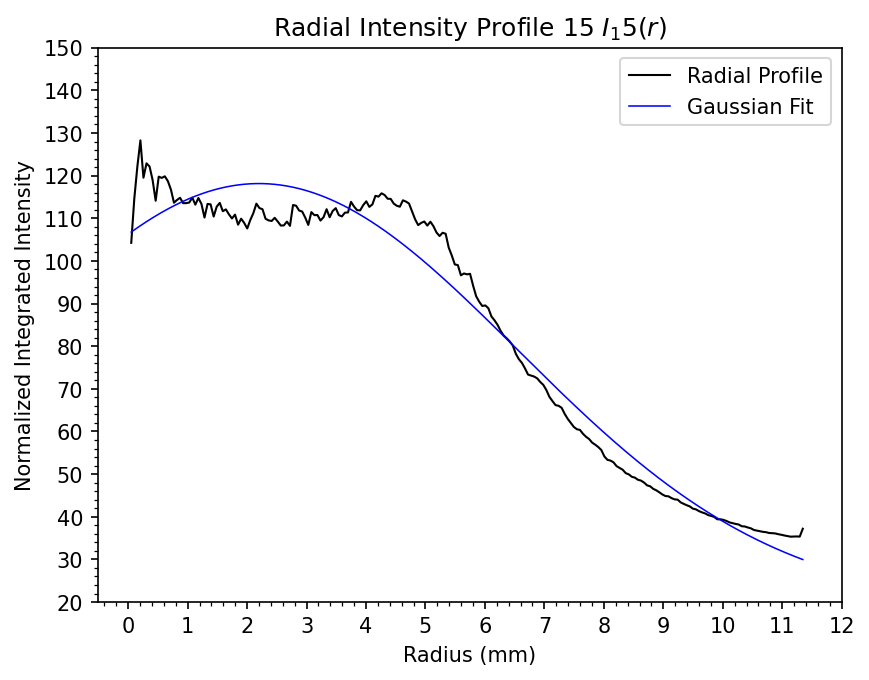 Radial Intensity Profile 15 I₁5(r)
Radial Profile
Gaussian Fit
Normalized Integrated Intensity
150
140
130
120
110
100
90
80
70
60
50
40
30
20
0 1 2 3 4 5 6 7 8 9 10 11 12
Radius (mm)